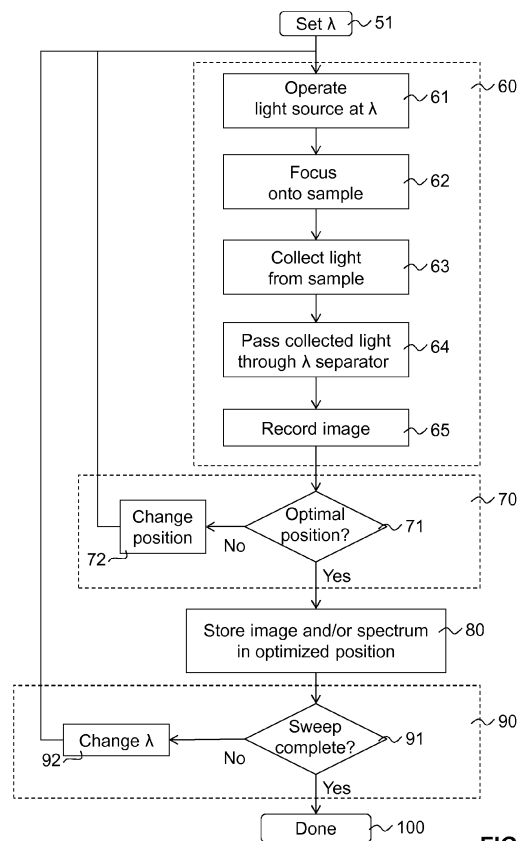 Set λ
51
60
Operate
light source at λ
61
Focus
onto sample
62
Collect light
from sample
63
Pass collected light
through λ separator
64
Record image
65
70
Optimal
position?
71
No
Change
position
72
Yes
Store image and/or spectrum
in optimized position
80
90
Sweep
complete?
91
No
Change λ
92
Yes
Done
100
FIG